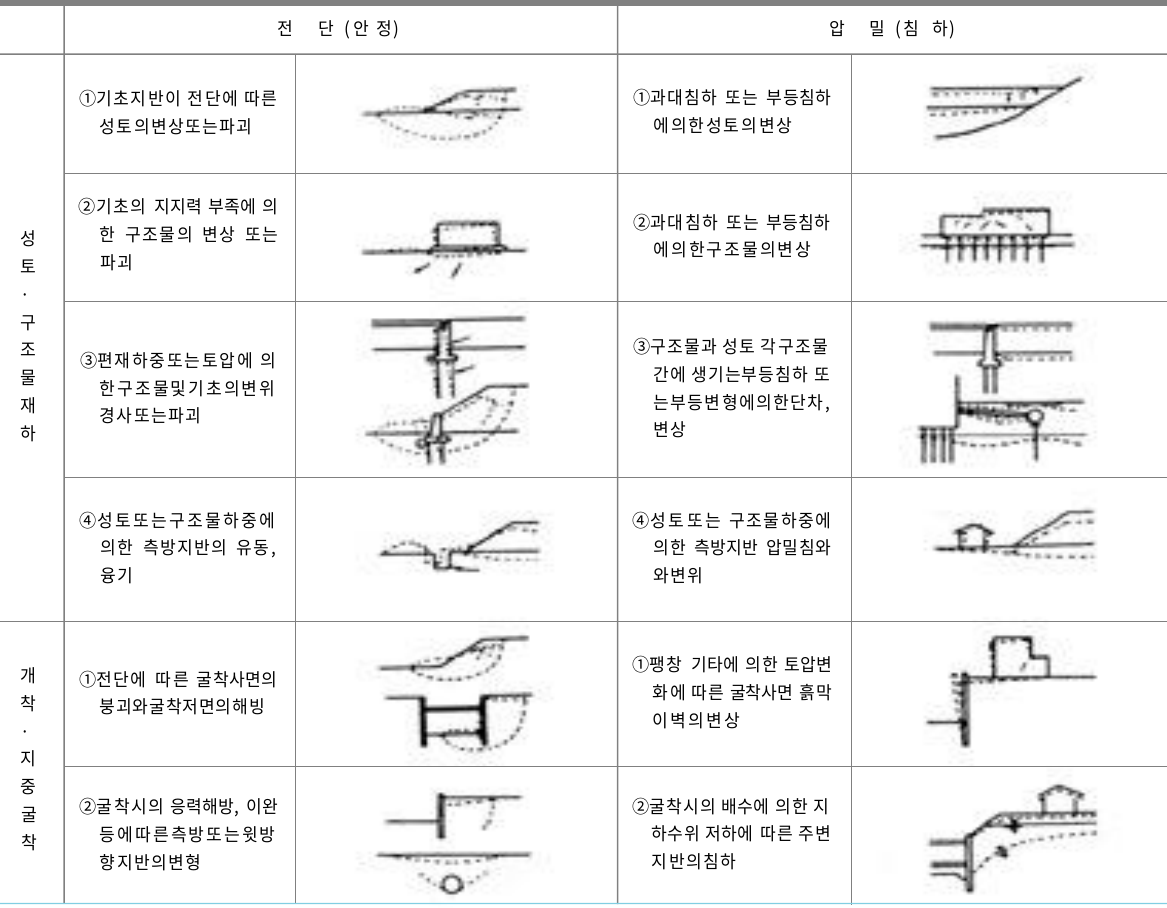 전 단 (안 정)
압 밀 (침 하)
성
토
·
구
조
물
재
하
①기초지반이 전단에 따른
성토의변상또는파괴
①과대침하 또는 부등침하
에의한성토의변상
②기초의 지지력 부족에 의
한 구조물의 변상 또는
파괴
②과대침하 또는 부등침하
에의한구조물의변상
③편재하중또는토압에 의
한구조물및기초의변위
경사또는파괴
③구조물과 성토 각구조물
간에 생기는부등침하 또
는부등변형에의한단차,
변상
④성토또는구조물하중에
의한 측방지반의 유동,
융기
④성토또는 구조물하중에
의한 측방지반 압밀침와
와변위
개
착
·
지
중
굴
착
①전단에 따른 굴착사면의
붕괴와굴착저면의해빙
①팽창 기타에 의한 토압변
화에 따른 굴착사면 흙막
이벽의변상
②굴착시의 응력해방, 이완
등에따른측방또는윗방
향지반의변형
②굴착시의 배수에 의한 지
하수위 저하에 따른 주변
지반의침하